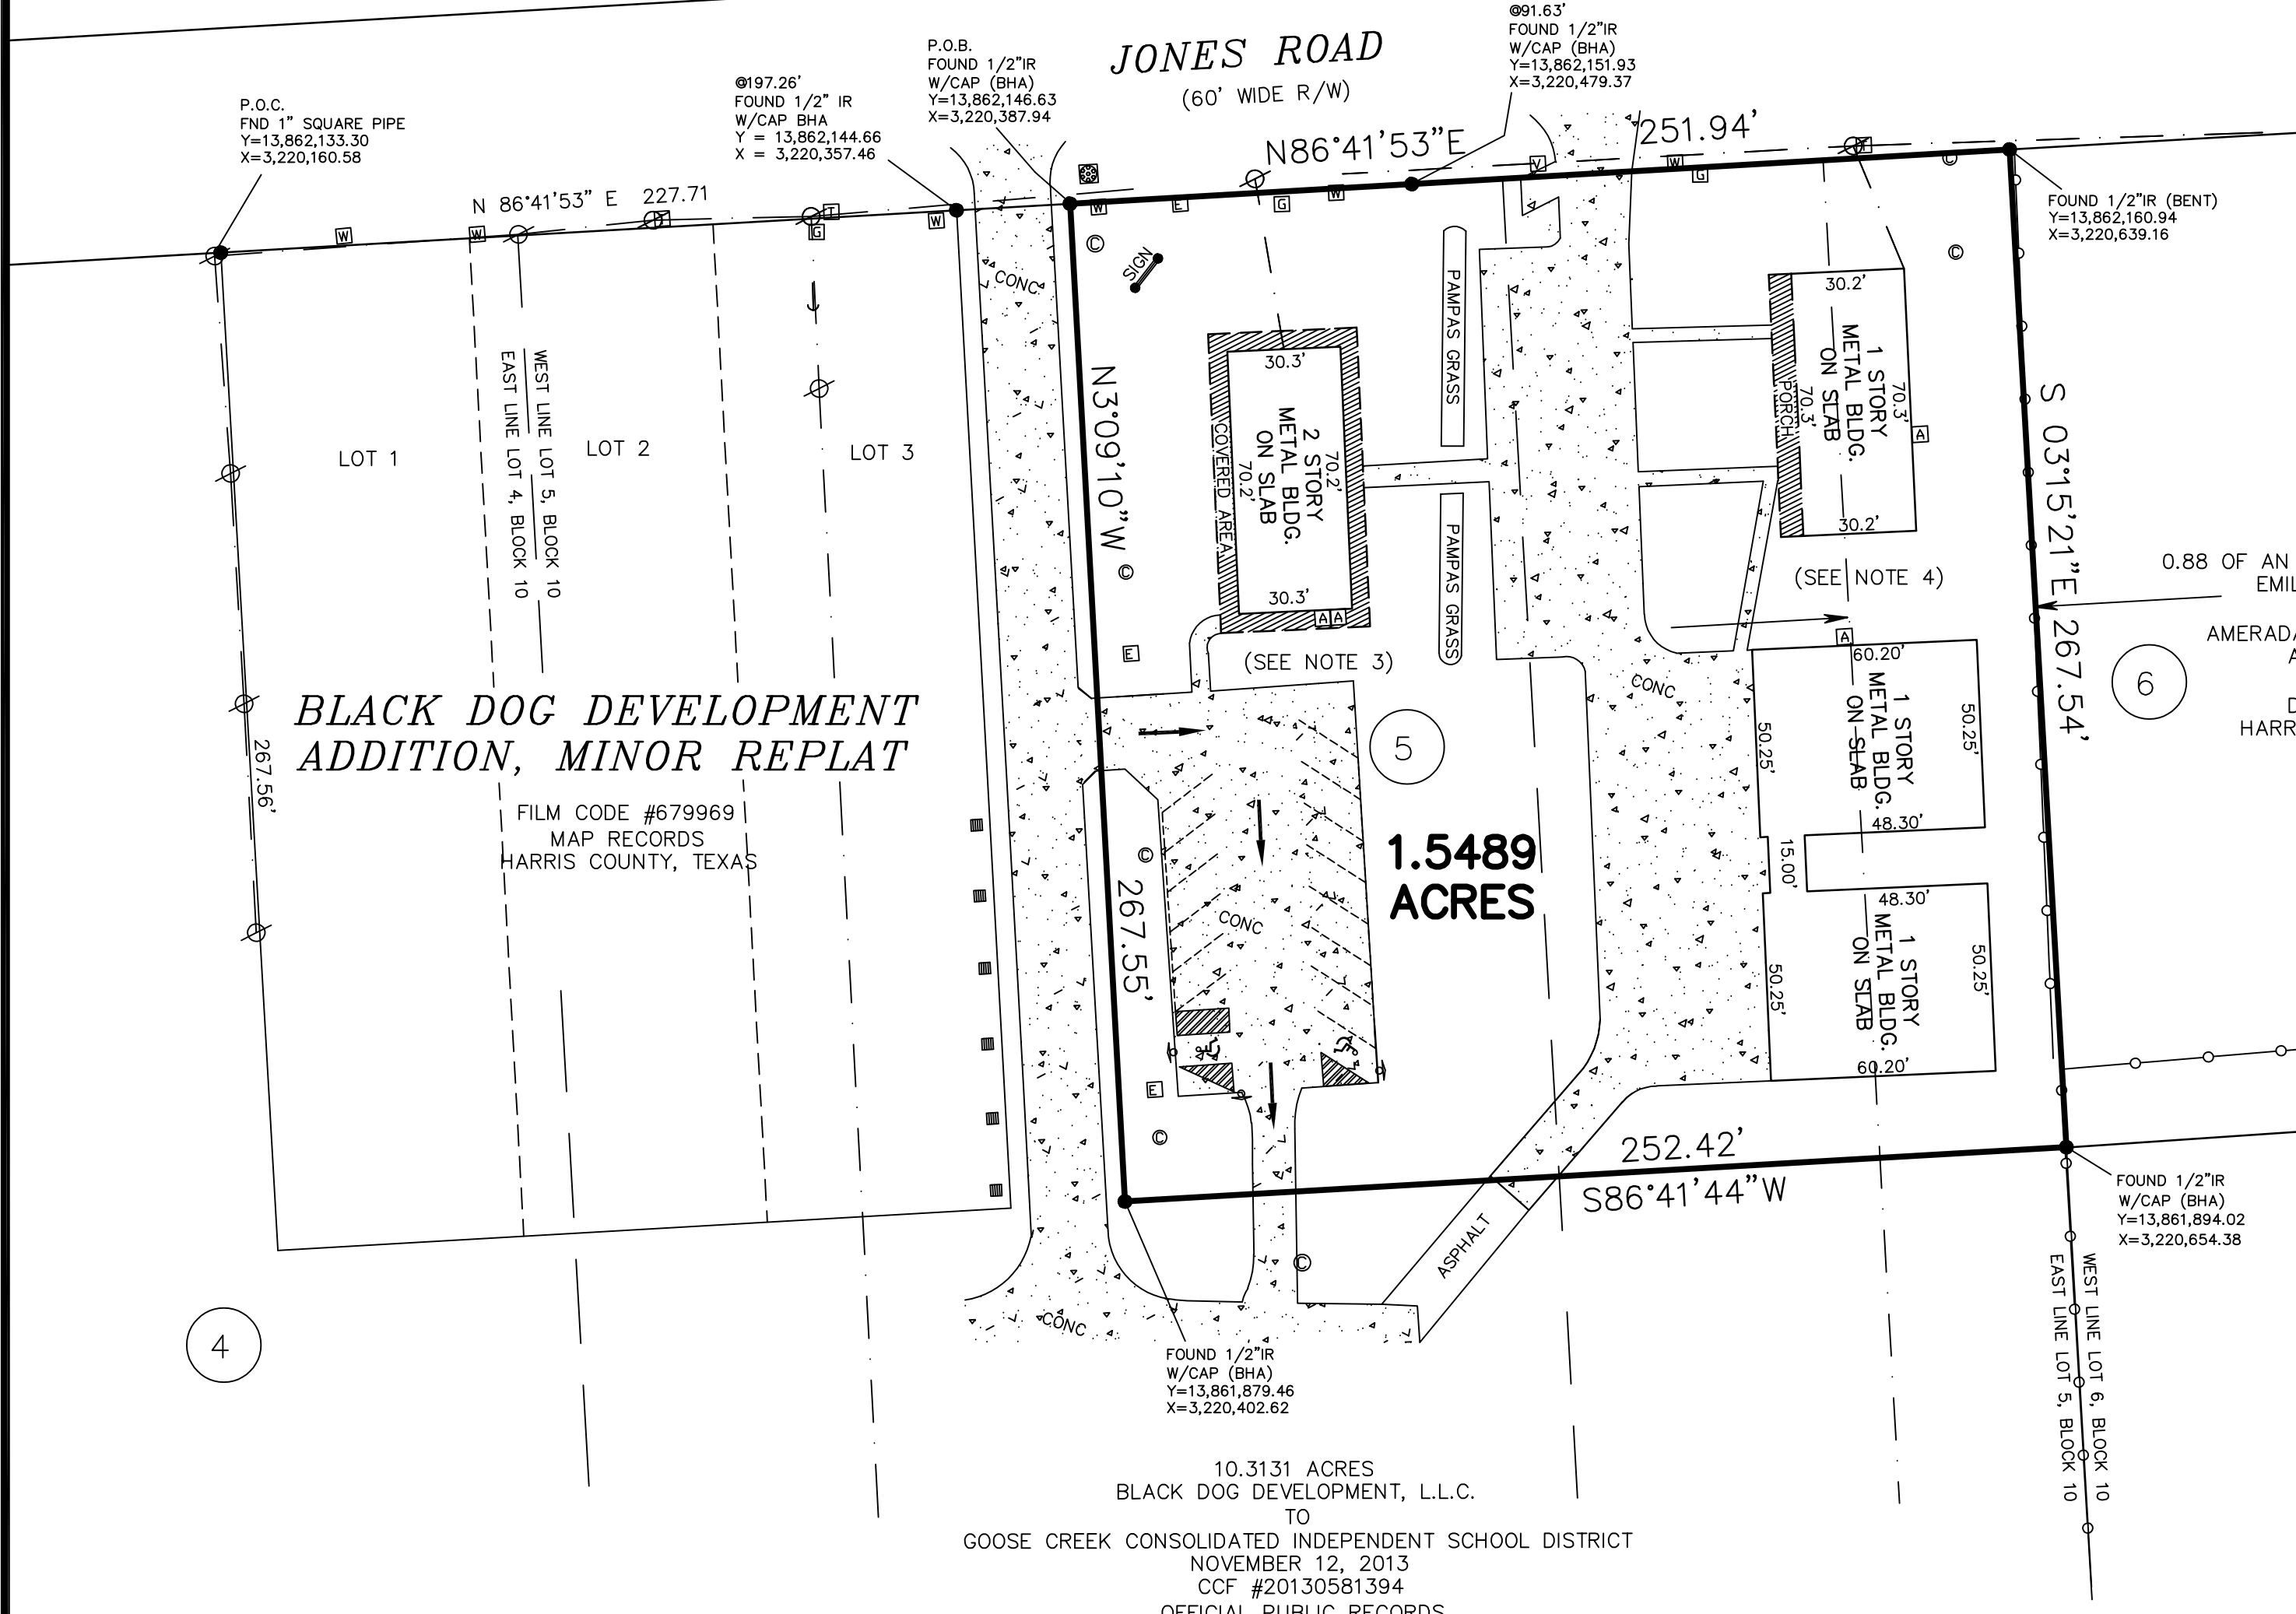 @91.63'
FOUND 1/2"IR
W/CAP (BHA)
Y=13,862,151.93
X=3,220,479.37
JONES ROAD
(60' WIDE R/W)
P.O.B.
FOUND 1/2"IR
W/CAP (BHA)
Y=13,862,146.63
X=3,220,387.94
@197.26'
FOUND 1/2" IR
W/CAP BHA
Y = 13,862,144.66
X = 3,220,357.46
P.O.C.
FND 1" SQUARE PIPE
Y=13,862,133.30
X=3,220,160.58
N 86°41'53" E 227.71
N86°41'53"E
251.94'
FOUND 1/2"IR (BENT)
Y=13,862,160.94
X=3,220,639.16
W
W
T
G
W
W
E
G
W
V
W
G
T
C
C
C
SIGN
CONC
LOT 1
LOT 2
LOT 3
WEST LINE LOT 5, BLOCK 10
EAST LINE LOT 4, BLOCK 10
267.56'
BLACK DOG DEVELOPMENT
ADDITION, MINOR REPLAT
FILM CODE #679969
MAP RECORDS
HARRIS COUNTY, TEXAS
N3°09'10"W
267.55'
30.3'
2 STORY
METAL BLDG.
ON SLAB
70.2'
70.2'
COVERED AREA
30.3'
A A
(SEE NOTE 3)
C
E
PAMPAS GRASS
PAMPAS GRASS
30.2'
1 STORY
METAL BLDG.
ON SLAB
70.3'
70.3'
PORCH
30.2'
A
(SEE NOTE 4)
A
S 03°15'21"E 267.54'
0.88 OF AN
EMIL
AMERADA
A
D
HARR
6
5
CONC
60.20'
1 STORY
METAL BLDG.
ON SLAB
50.25'
50.25'
48.30'
15.00'
48.30'
1 STORY
METAL BLDG.
ON SLAB
50.25'
50.25'
60.20'
1.5489
ACRES
CONC
C
E
C
252.42'
S86°41'44"W
ASPHALT
C
CONC
4
FOUND 1/2"IR
W/CAP (BHA)
Y=13,861,894.02
X=3,220,654.38
WEST LINE LOT 6, BLOCK 10
EAST LINE LOT 5, BLOCK 10
FOUND 1/2"IR
W/CAP (BHA)
Y=13,861,879.46
X=3,220,402.62
10.3131 ACRES
BLACK DOG DEVELOPMENT, L.L.C.
TO
GOOSE CREEK CONSOLIDATED INDEPENDENT SCHOOL DISTRICT
NOVEMBER 12, 2013
CCF #20130581394
OFFICIAL PUBLIC RECORDS